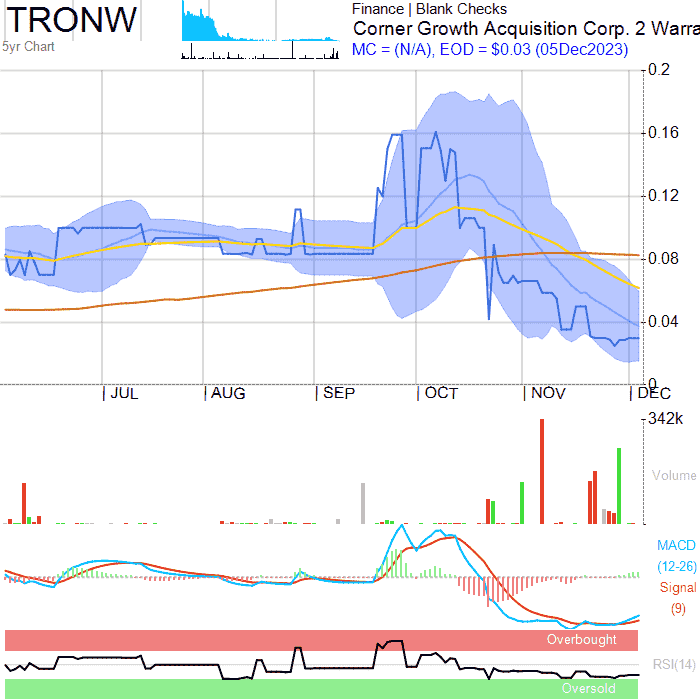 TRONW
5yr Chart
Finance | Blank Checks
Corner Growth Acquisition Corp. 2 Warra
MC = (N/A), EOD = $0.03 (05Dec2023)
0.2
0.16
0.12
0.08
0.04
0
JUL
AUG
SEP
OCT
NOV
DEC
342k
Volume
MACD
(12-26)
Signal
(9)
Overbought
RSI(14)
Oversold